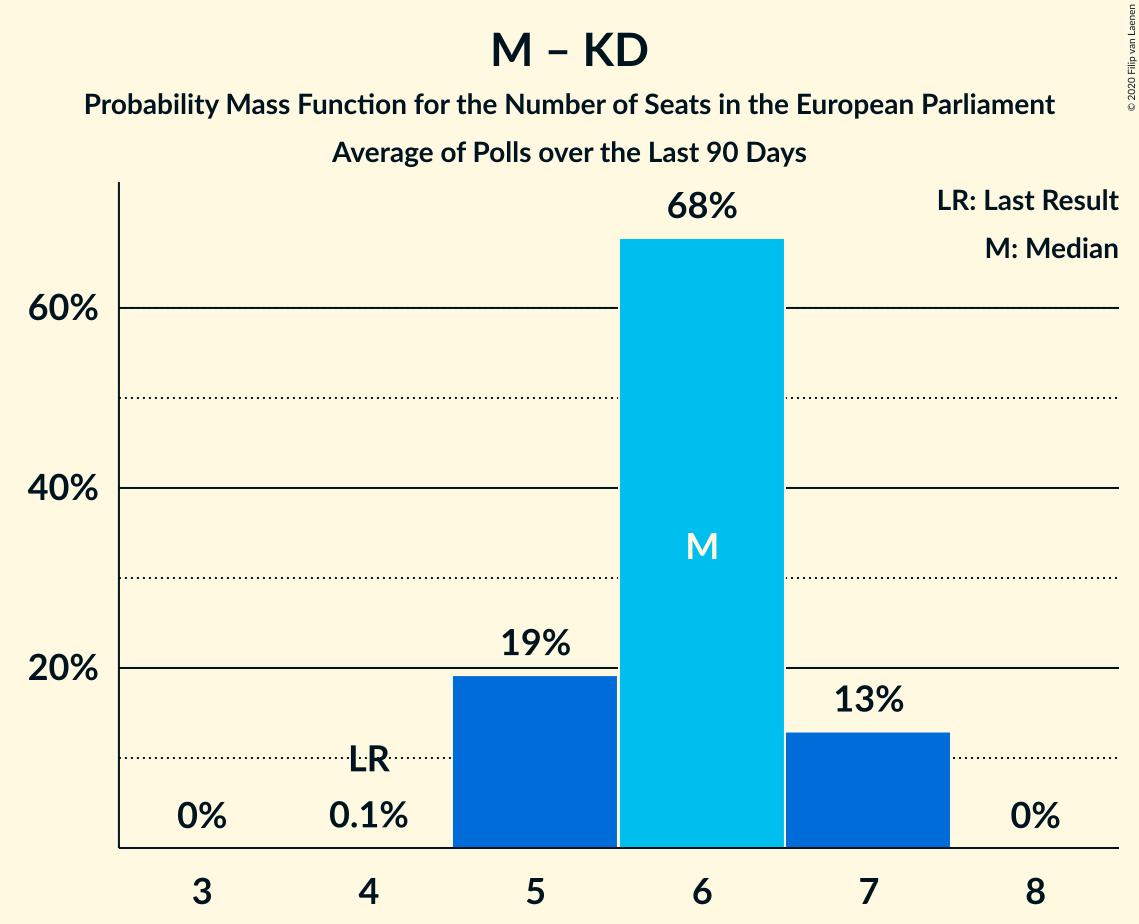 M – KD
Probability Mass Function for the Number of Seats in the European Parliament
Average of Polls over the Last 90 Days
© 2020 Filip van Laenen
LR: Last Result
M: Median
68%
60%
40%
M
19%
20%
13%
LR
0%
0.1%
0%
3
4
5
6
7
8